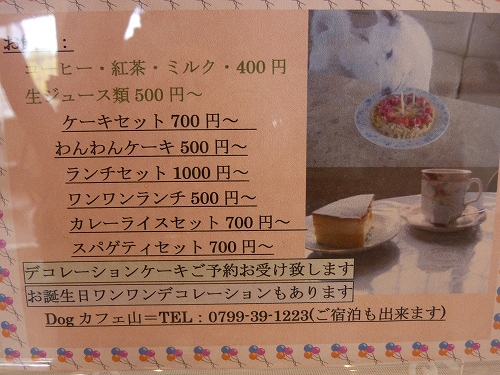 コーヒー・紅茶・ミルク・400円
生ジュース類500円～
ケーキセット700円～
わんわんケーキ500円～
ランチセット1000円～
ワンワンランチ500円～
カレーライスセット700円～
スパゲティセット700円～
デコレーションケーキご予約お受け致します
お誕生日ワンワンデコレーションもあります
Dogカフェ山＝TEL：0799-39-1223(ご宿泊も出来ます)